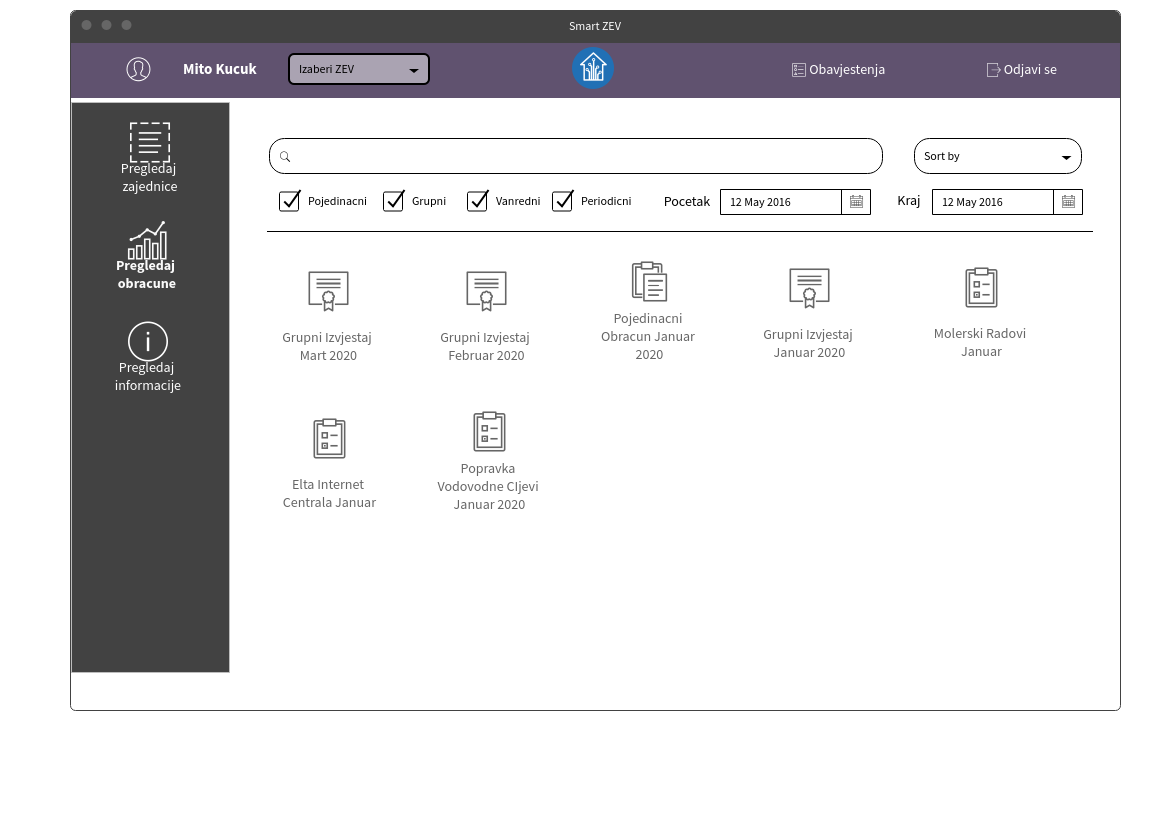 Smart ZEV
Mito Kucuk
Izaberi ZEV
Obavjestenja
Odjavi se
Pregledaj
zajednice
Pregledaj
obracune
Pregledaj
informacije
Sort by
Pojedinacni
Grupni
Vanredni
Periodicni
Pocetak
12 May 2016
Kraj
12 May 2016
Grupni Izvjestaj
Mart 2020
Grupni Izvjestaj
Februar 2020
Pojedinacni
Obracun Januar
2020
Grupni Izvjestaj
Januar 2020
Molerski Radovi
Januar
Elta Internet
Centrala Januar
Popravka
Vodovodne CIjevi
Januar 2020